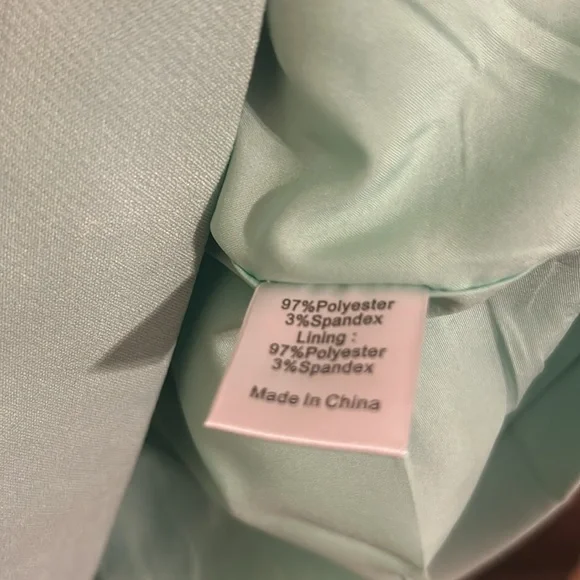 97%Polyester
3%Spandex
Lining :
97%Polyester
3%Spandex
Made In China